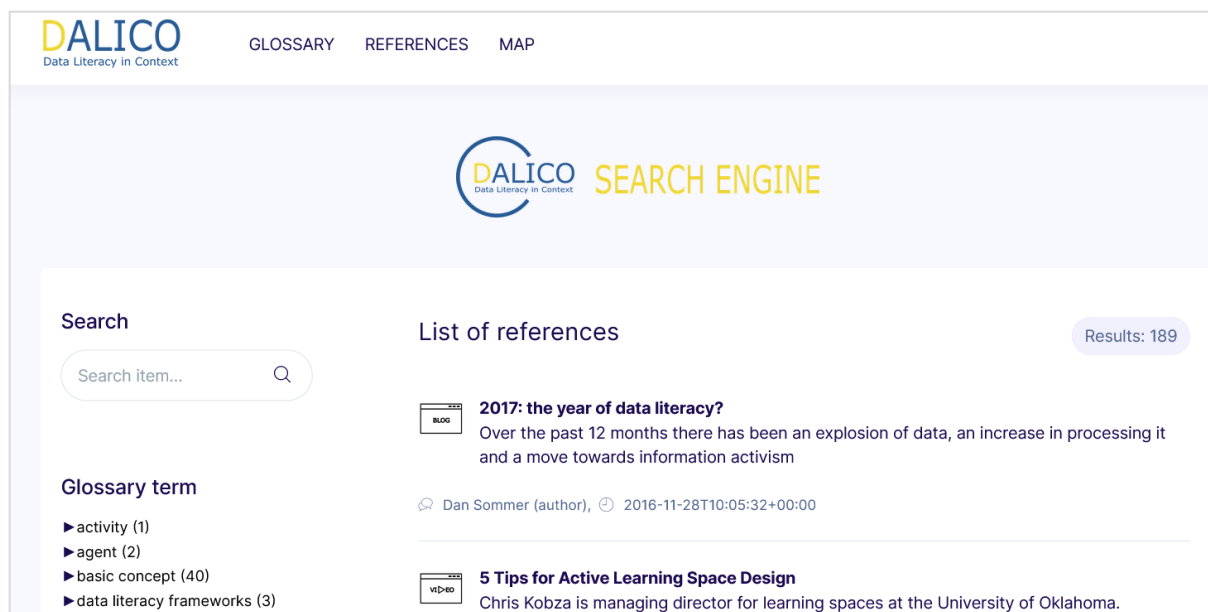 DALICO
Data Literacy in Context
GLOSSARY REFERENCES MAP
DALICO
Data Literacy in Context
SEARCH ENGINE
Search
Search item...
Glossary term
►activity (1)
►agent (2)
►basic concept (40)
►data literacy frameworks (3)
List of references
Results: 189
BLOG
2017: the year of data literacy?
Over the past 12 months there has been an explosion of data, an increase in processing it
and a move towards information activism
Dan Sommer (author), 2016-11-28T10:05:32+00:00
VI▷EO
5 Tips for Active Learning Space Design
Chris Kobza is managing director for learning spaces at the University of Oklahoma.